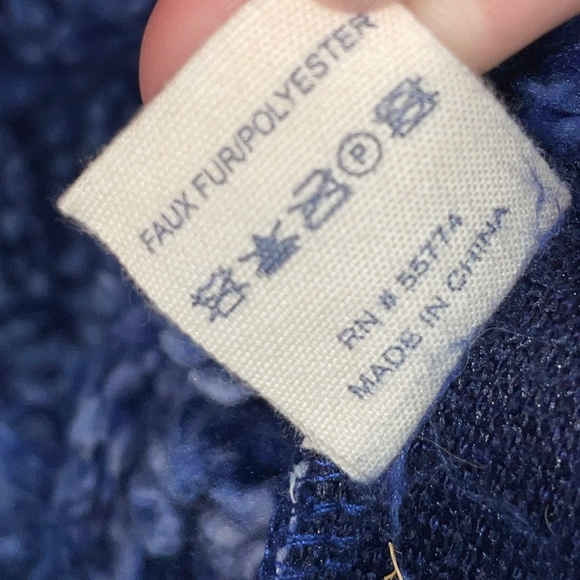 FAUX FUR/POLYESTER
P
RN # 55774
MADE IN CHINA